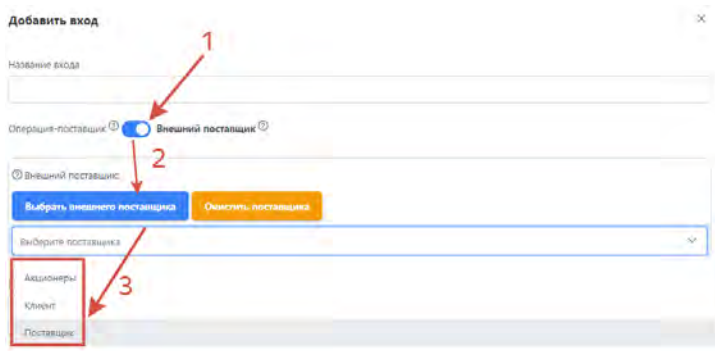 Добавить вход
1
Название входа
Операция-поставщик Внешний поставщик
2
Внешний поставщик:
Выбрать внешнего поставщика Очистить поставщика
Выберите поставщика
Акционеры
3
Клиент
Поставщик